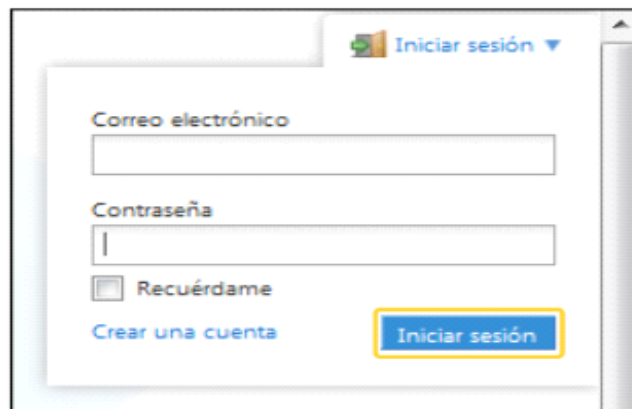 Iniciar sesión
Correo electrónico
Contraseña
Recuérdame
Crear una cuenta
Iniciar sesión